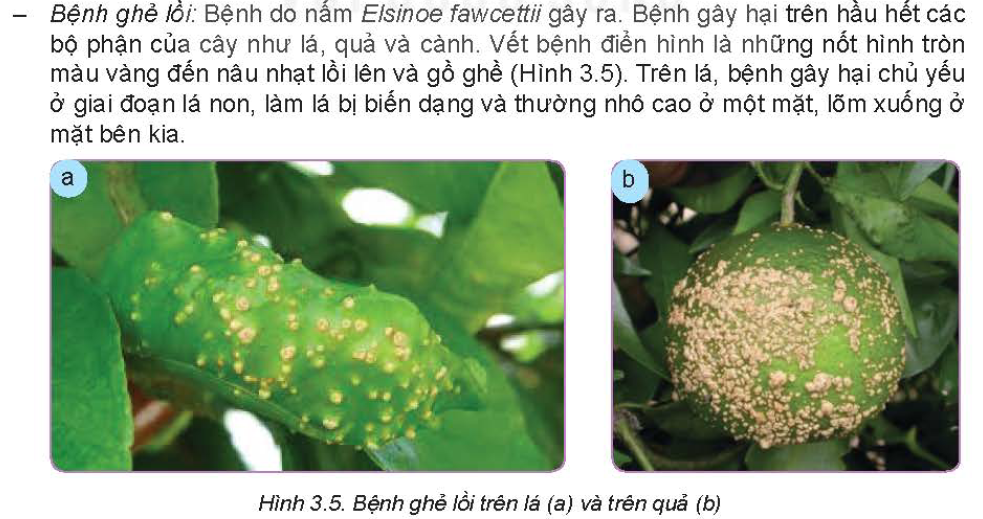 – Bệnh ghẻ lồi: Bệnh do nấm Elsinoe fawcettii gây ra. Bệnh gây hại trên hầu hết các
bộ phận của cây như lá, quả và cành. Vết bệnh điển hình là những nốt hình tròn
màu vàng đến nâu nhạt lồi lên và gồ ghề (Hình 3.5). Trên lá, bệnh gây hại chủ yếu
ở giai đoạn lá non, làm lá bị biến dạng và thường nhô cao ở một mặt, lõm xuống ở
mặt bên kia.
a
b
Hình 3.5. Bệnh ghẻ lồi trên lá (a) và trên quả (b)